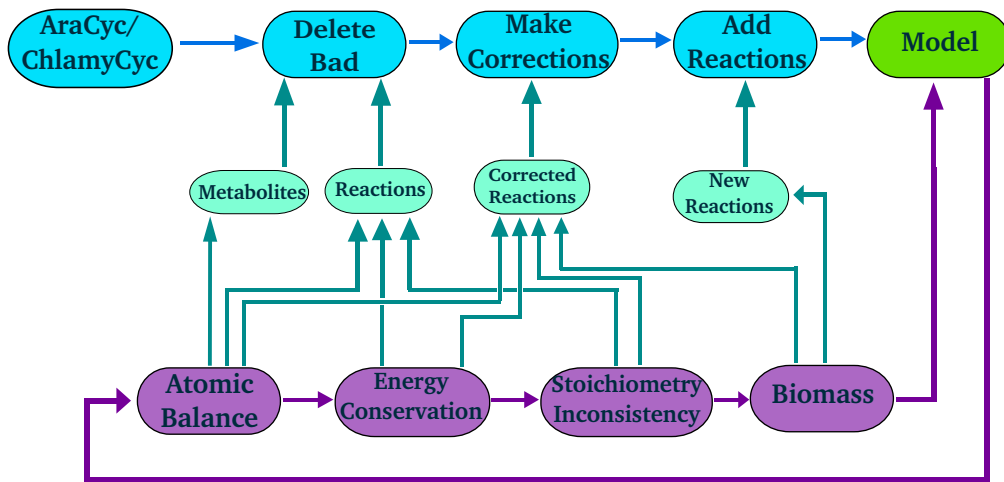 AraCyc/
ChlamyCyc
Delete
Bad
Make
Corrections
Add
Reactions
Model
Metabolites
Reactions
Corrected
Reactions
New
Reactions
Atomic
Balance
Energy
Conservation
Stoichiometry
Inconsistency
Biomass